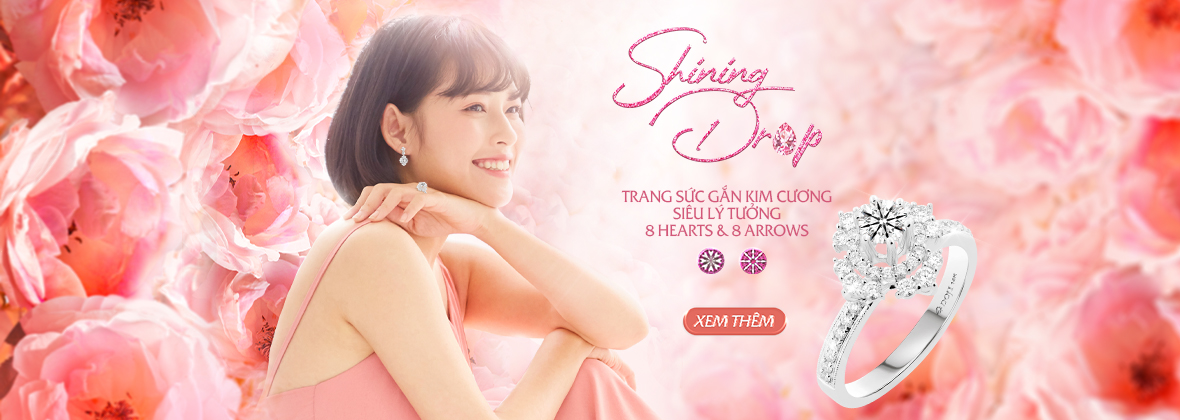 Shining
Drop
TRANG SỨC GẮN KIM CƯƠNG
SIÊU LÝ TƯỞNG
8 HEARTS & 8 ARROWS
XEM THÊM